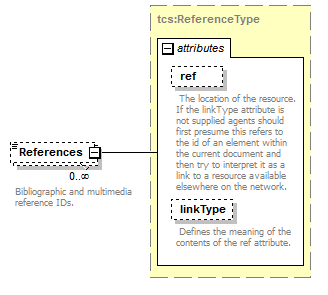 tcs:ReferenceType
attributes
ref
The location of the resource.
If the linkType attribute is
not supplied agents should
first presume this refers to
the id of an element within
the current document and
then try to interpret it as a
link to a resource available
elsewhere on the network.
References
0..∞
Bibliographic and multimedia
reference IDs.
linkType
Defines the meaning of the
contents of the ref attribute.